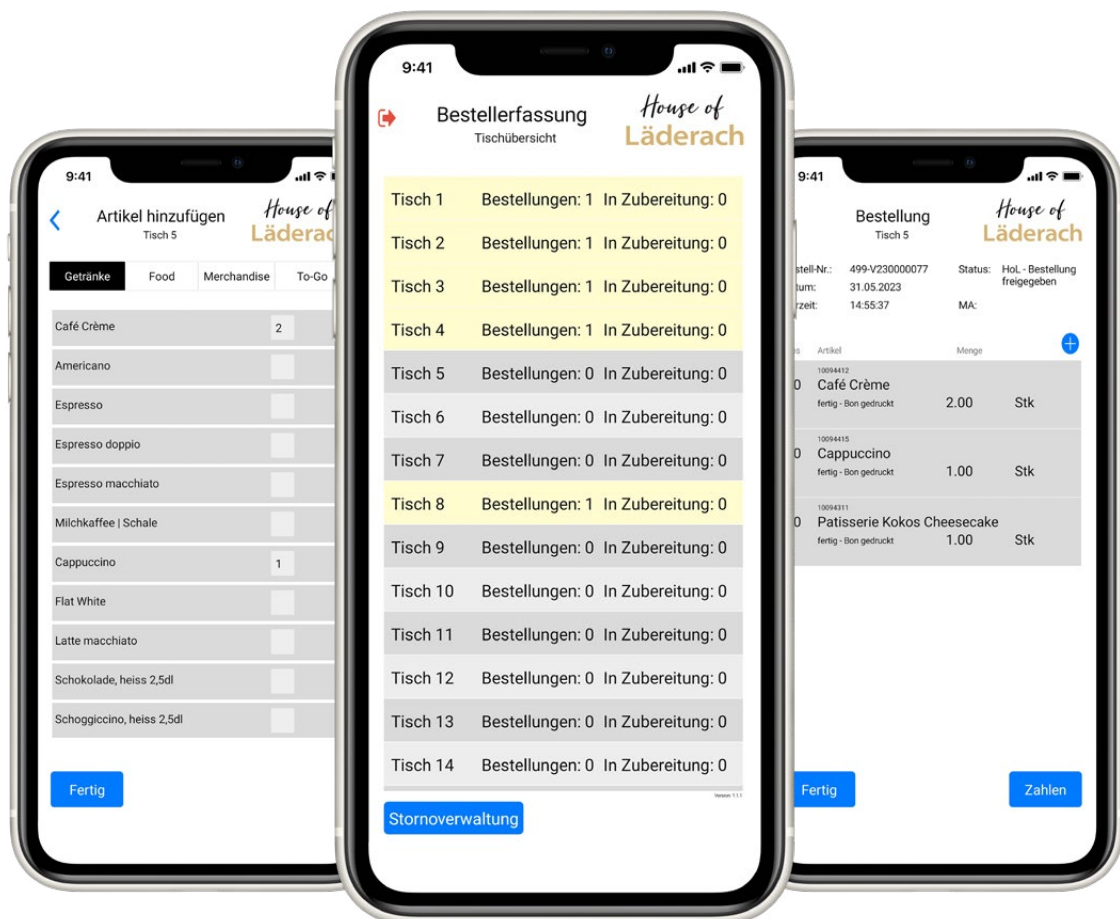 9:41
Artikel hinzufügen
Tisch 5
House of
Getränke Food Merchandise To-Go
Café Crème 2
Americano
Espresso
Espresso doppio
Espresso macchiato
Milchkaffee | Schale
Cappuccino 1
Flat White
Latte macchiato
Schokolade, heiss 2,5dl
Schoggiccino, heiss 2,5dl
Fertig
9:41
Bestellerfassung
Tischübersicht
House of
Läderach
Tisch 1 Bestellungen: 1 In Zubereitung: 0
Tisch 2 Bestellungen: 1 In Zubereitung: 0
Tisch 3 Bestellungen: 1 In Zubereitung: 0
Tisch 4 Bestellungen: 1 In Zubereitung: 0
Tisch 5 Bestellungen: 0 In Zubereitung: 0
Tisch 6 Bestellungen: 0 In Zubereitung: 0
Tisch 7 Bestellungen: 0 In Zubereitung: 0
Tisch 8 Bestellungen: 1 In Zubereitung: 0
Tisch 9 Bestellungen: 0 In Zubereitung: 0
Tisch 10 Bestellungen: 0 In Zubereitung: 0
Tisch 11 Bestellungen: 0 In Zubereitung: 0
Tisch 12 Bestellungen: 0 In Zubereitung: 0
Tisch 13 Bestellungen: 0 In Zubereitung: 0
Tisch 14 Bestellungen: 0 In Zubereitung: 0
Version 1.1.1
Stornoverwaltung
9:41
Bestellung
Tisch 5
House of
Läderach
499-V230000077 Status: HoL - Bestellung
freigegeben
31.05.2023
14:55:37 MA:
Artikel Menge
10094412
Café Crème
fertig - Bon gedruckt 2.00 Stk
10094415
Cappuccino
fertig - Bon gedruckt 1.00 Stk
10094311
Patisserie Kokos Cheesecake
fertig - Bon gedruckt 1.00 Stk
Fertig Zahlen